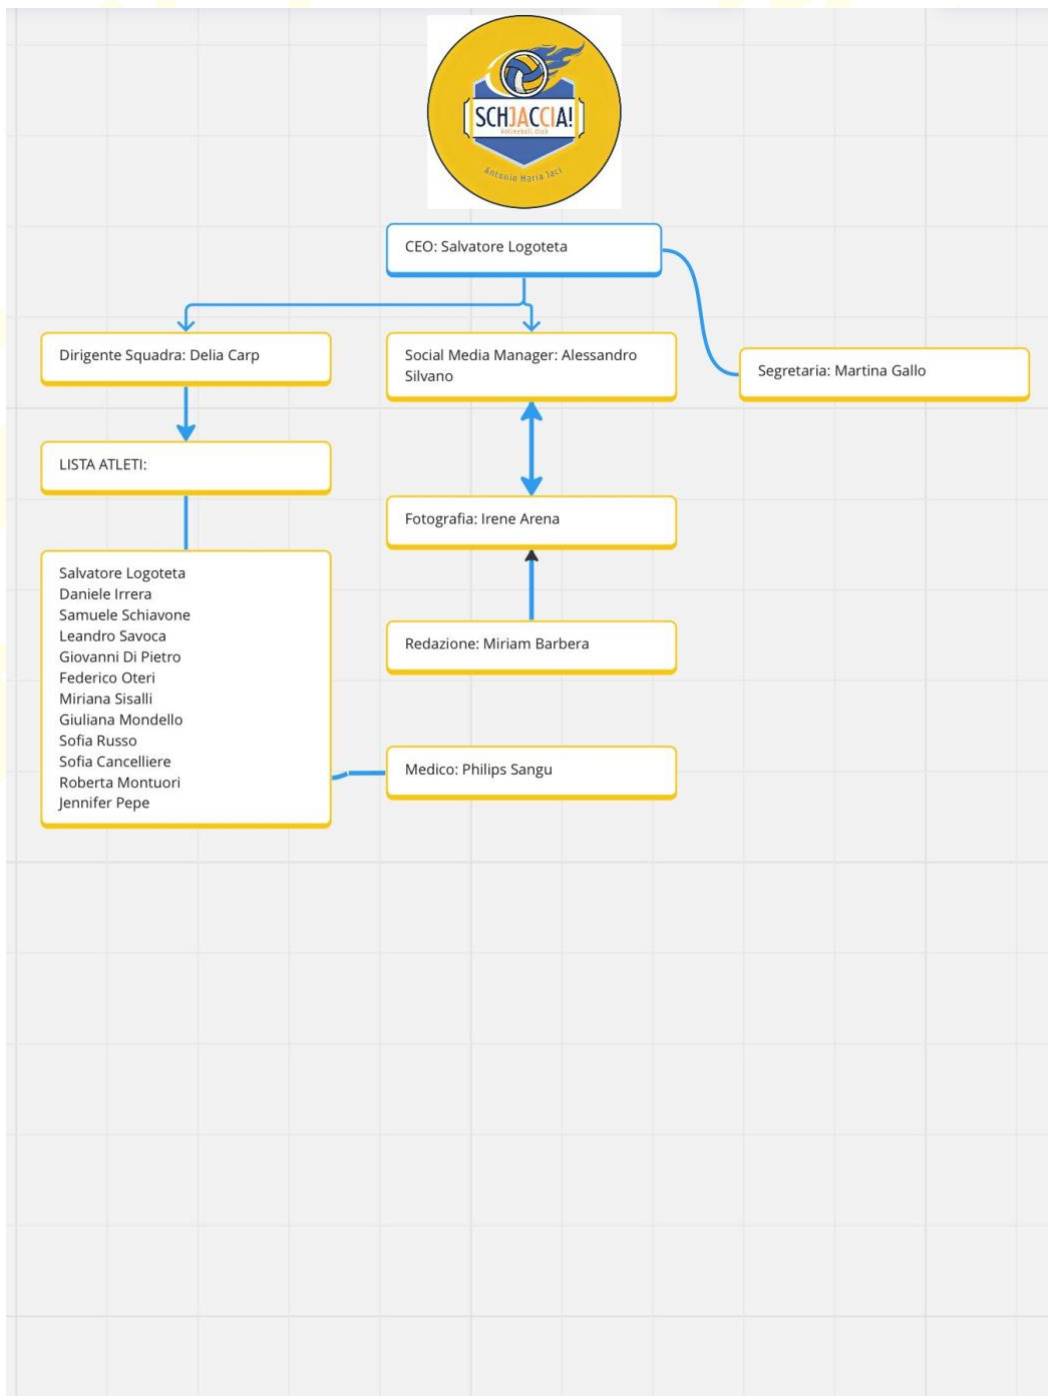 SCHJACCIA!
Volleyball Club
Antonio Maria Jaci
CEO: Salvatore Logoteta
Dirigente Squadra: Delia Carp
Social Media Manager: Alessandro
Silvano
Segretaria: Martina Gallo
LISTA ATLETI:
Fotografia: Irene Arena
Salvatore Logoteta
Daniele Irrera
Samuele Schiavone
Leandro Savoca
Giovanni Di Pietro
Federico Oteri
Miriana Sisalli
Giuliana Mondello
Sofia Russo
Sofia Cancelliere
Roberta Montuori
Jennifer Pepe
Redazione: Miriam Barbera
Medico: Philips Sangu